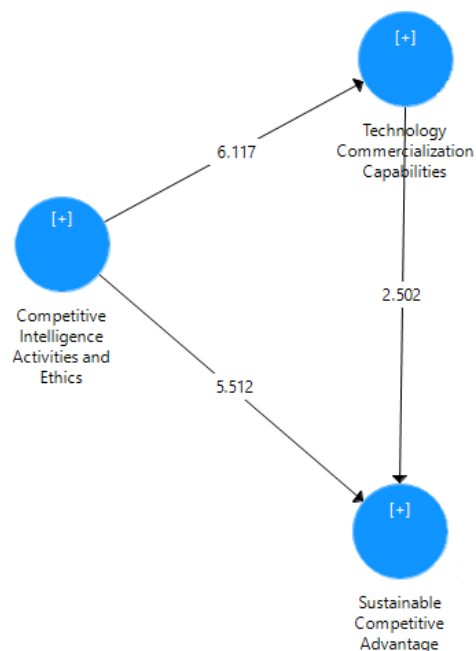 [+]
Technology
Commercialization
Capabilities
6.117
[+]
Competitive
Intelligence
Activities and
Ethics
2.502
5.512
[+]
Sustainable
Competitive
Advantage